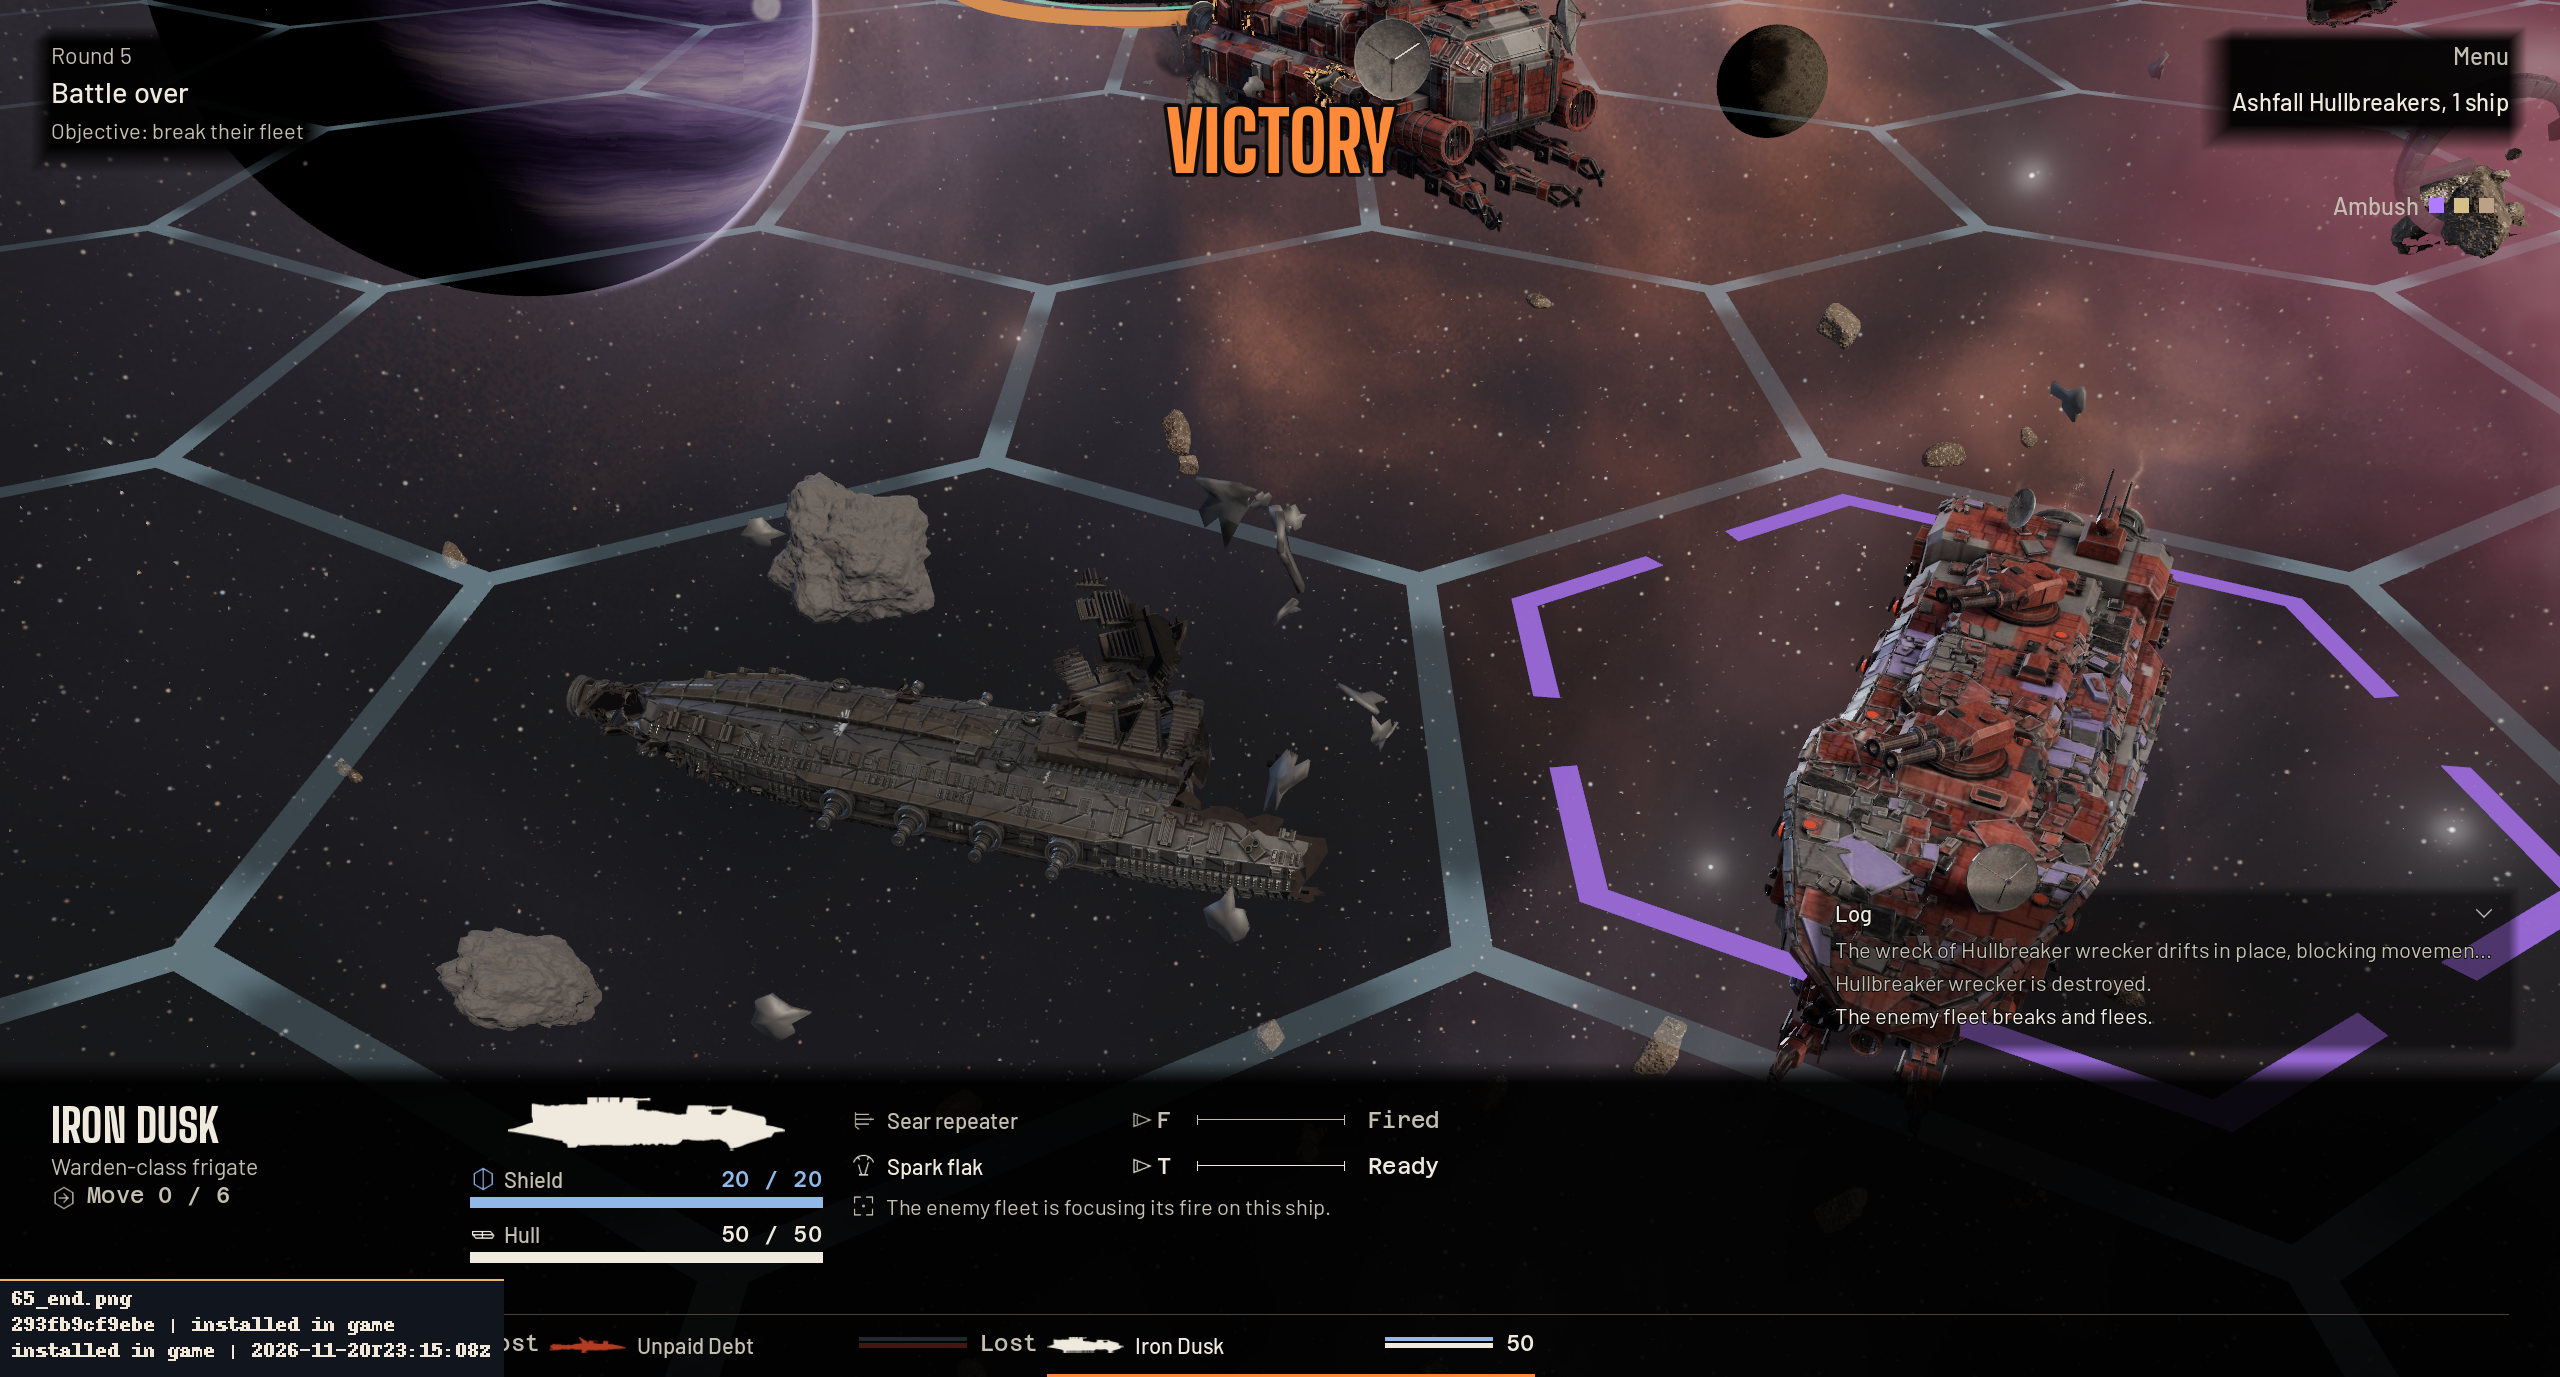 Round 5
Battle over
Objective: break their fleet
VICTORY
Menu
Ashfall Hullbreakers, 1 ship
Ambush
Log
The wreck of Hullbreaker wrecker drifts in place, blocking movemen...
Hullbreaker wrecker is destroyed.
The enemy fleet breaks and flees.
IRON DUSK
Warden-class frigate
Move 0 / 6
Shield 20 / 20
Hull 50 / 50
Sear repeater F Fired
Spark flak T Ready
The enemy fleet is focusing its fire on this ship.
65_end.png
293fb9cf9ebe | installed in game
installed in game | 2026-11-20T23:15:08Z
Unpaid Debt Lost Iron Dusk 50